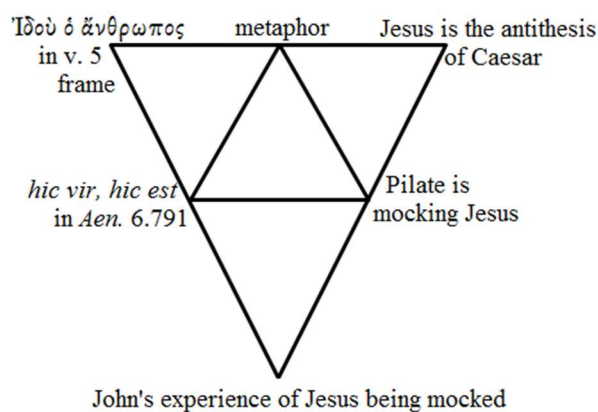 Ἰδοὺ ὁ ἄνθρωπος
in v. 5
frame
metaphor
Jesus is the antithesis
of Caesar
hic vir, hic est
in Aen. 6.791
Pilate is
mocking Jesus
John's experience of Jesus being mocked